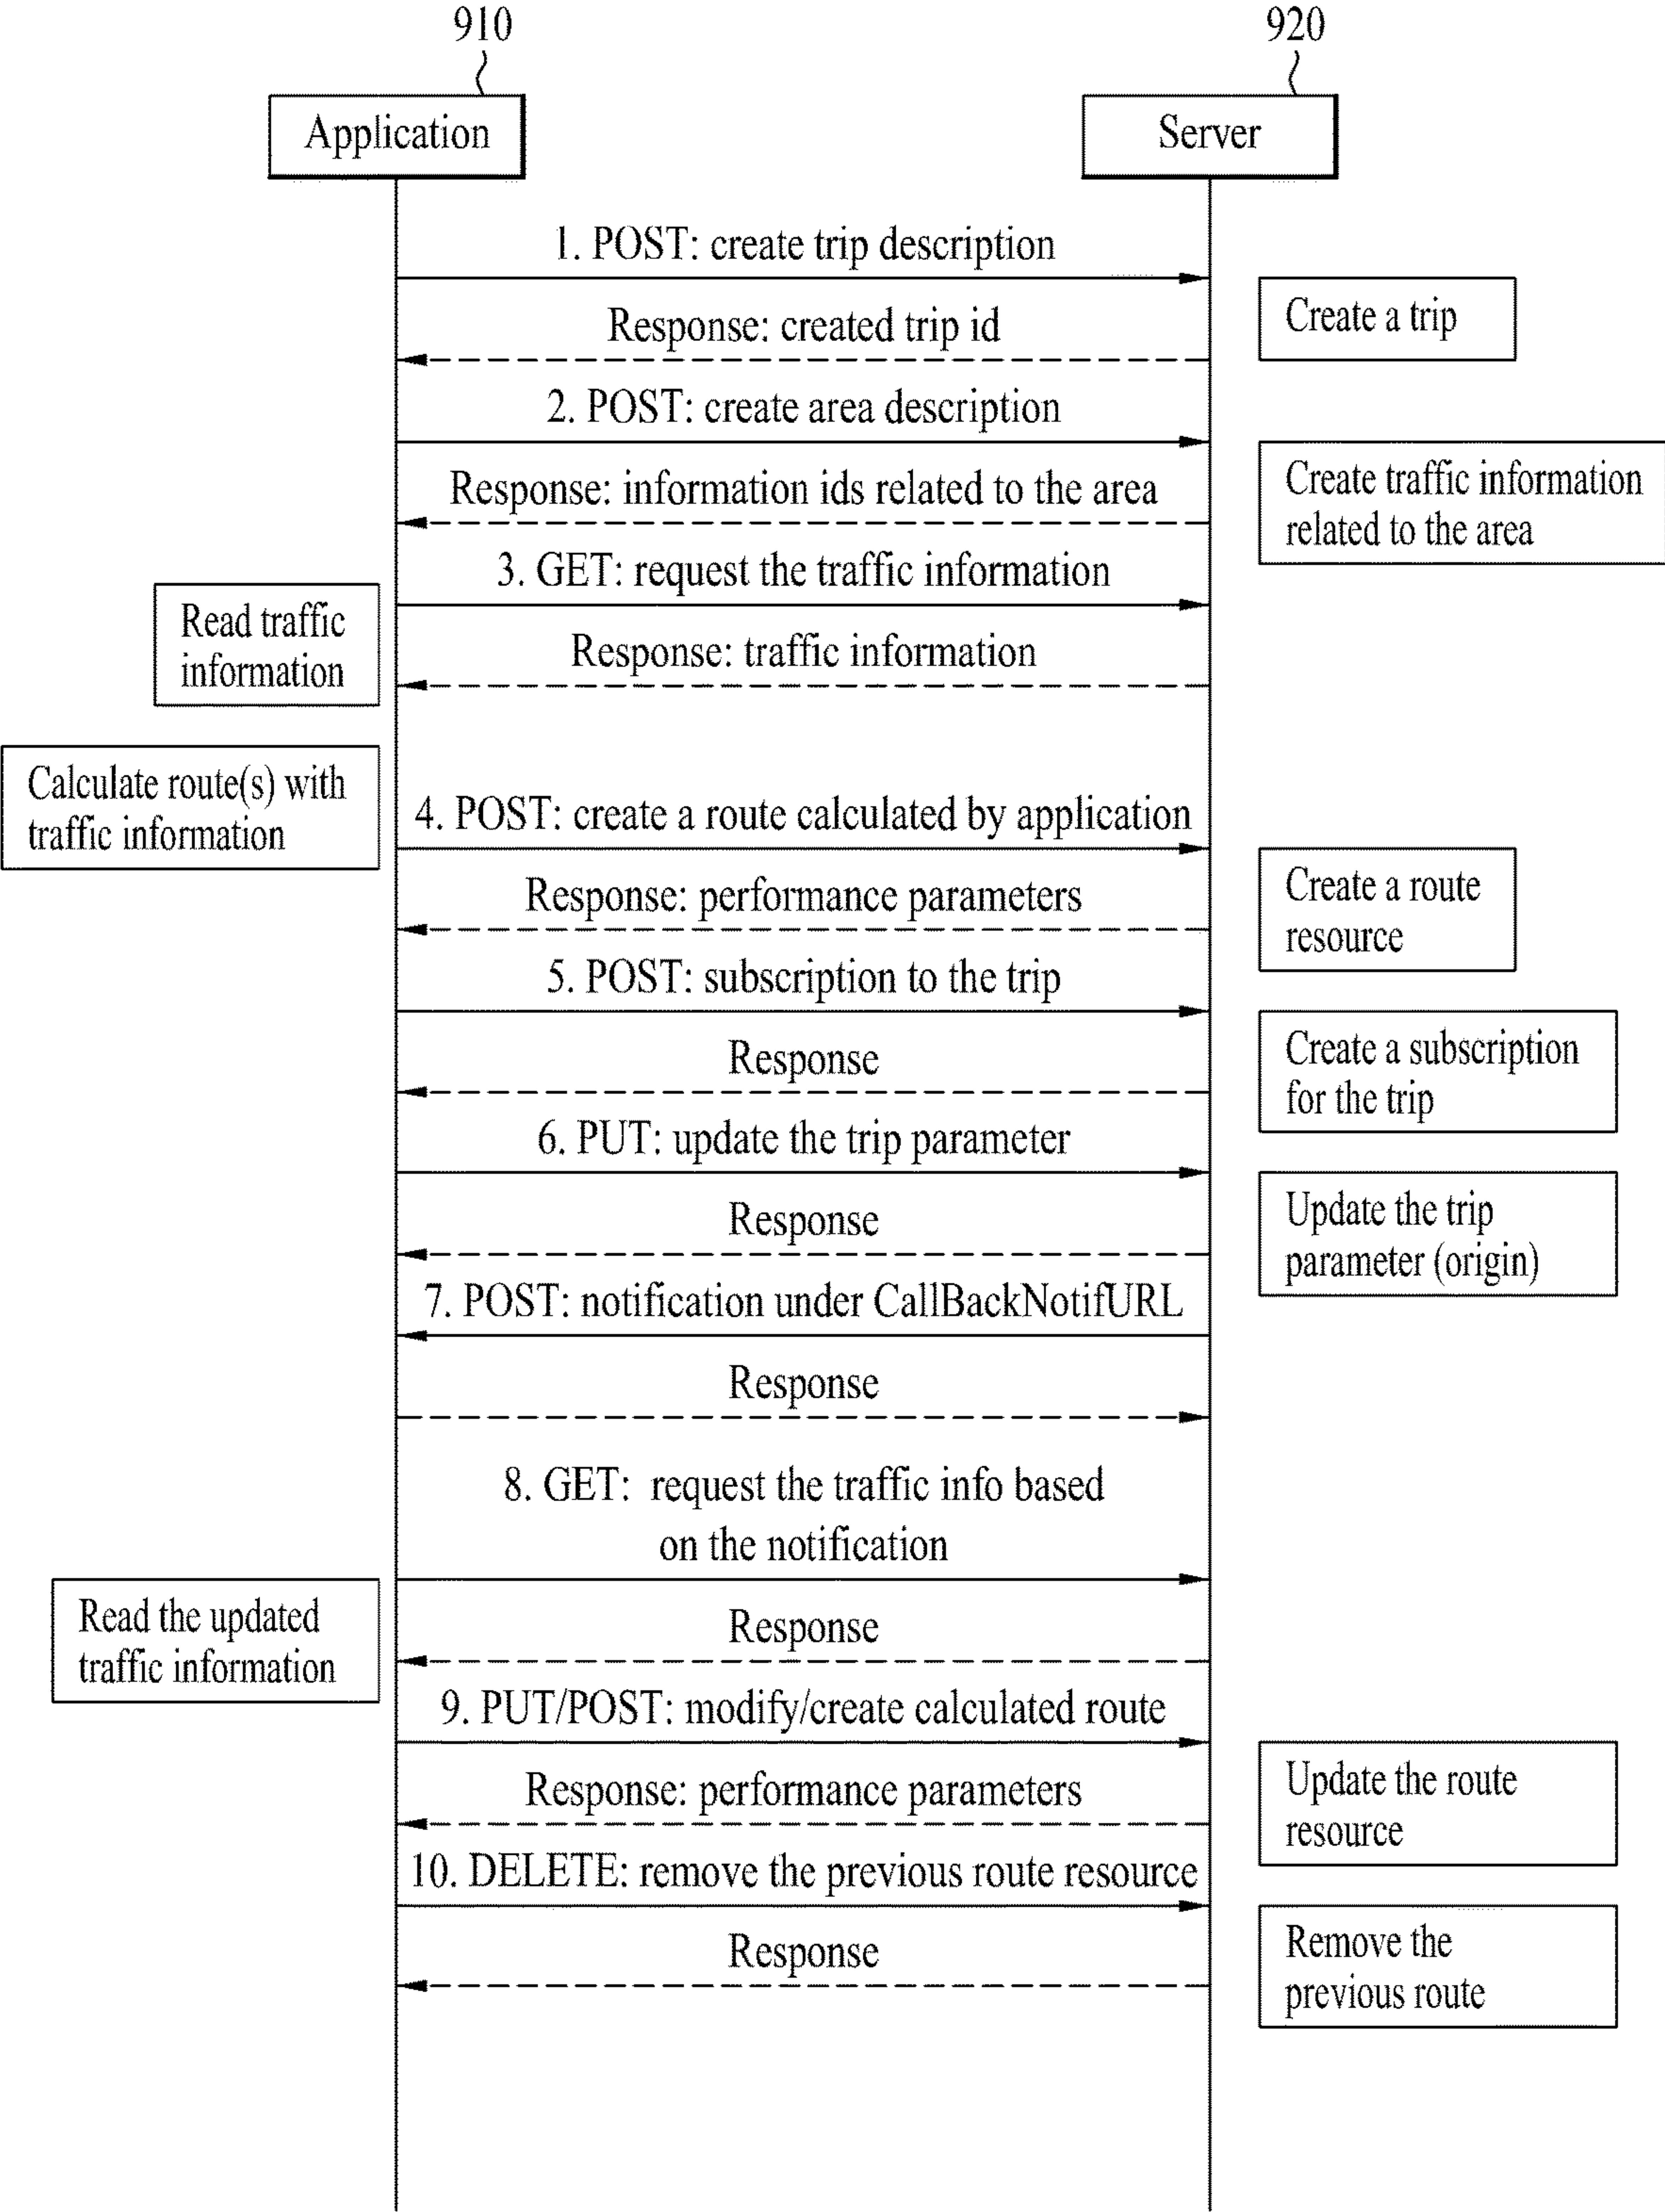 910
920
Application
Server
1. POST: create trip description
Create a trip
Response: created trip id
2. POST: create area description
Create traffic information
related to the area
Response: information ids related to the area
3. GET: request the traffic information
Read traffic
information
Response: traffic information
Calculate route(s) with
traffic information
4. POST: create a route calculated by application
Create a route
resource
Response: performance parameters
5. POST: subscription to the trip
Create a subscription
for the trip
Response
6. PUT: update the trip parameter
Update the trip
parameter (origin)
Response
7. POST: notification under CallBackNotifURL
Response
8. GET: request the traffic info based
on the notification
Read the updated
traffic information
Response
9. PUT/POST: modify/create calculated route
Update the route
resource
Response: performance parameters
10. DELETE: remove the previous route resource
Remove the
previous route
Response